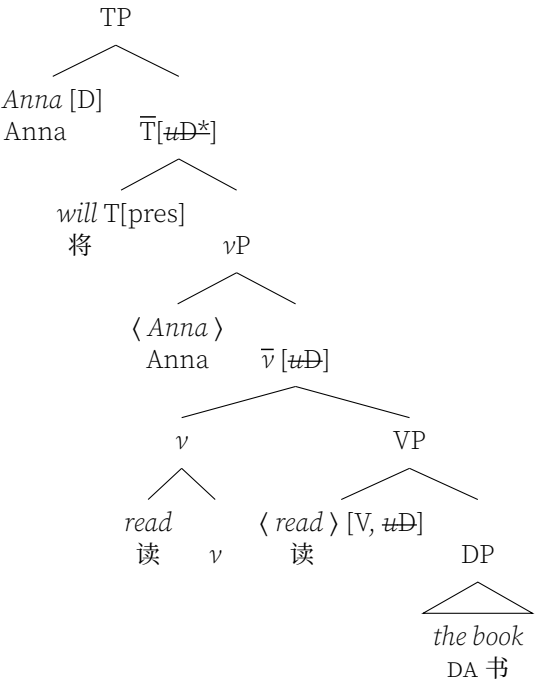 TP
Anna [D]
Anna
T̅[uD*]
will T[pres]
将
vP
⟨ Anna ⟩
Anna
v̅ [uD]
v
VP
read
读
v
⟨ read ⟩ [V, uD]
读
DP
the book
DA 书